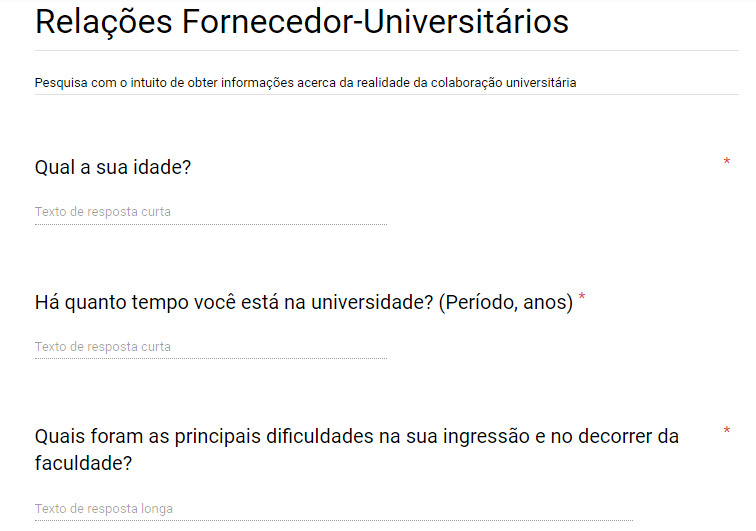 Relações Fornecedor-Universitários
Pesquisa com o intuito de obter informações acerca da realidade da colaboração universitária
Qual a sua idade? *
Texto de resposta curta
Há quanto tempo você está na universidade? (Período, anos) *
Texto de resposta curta
Quais foram as principais dificuldades na sua ingressão e no decorrer da *
faculdade?
Texto de resposta longa